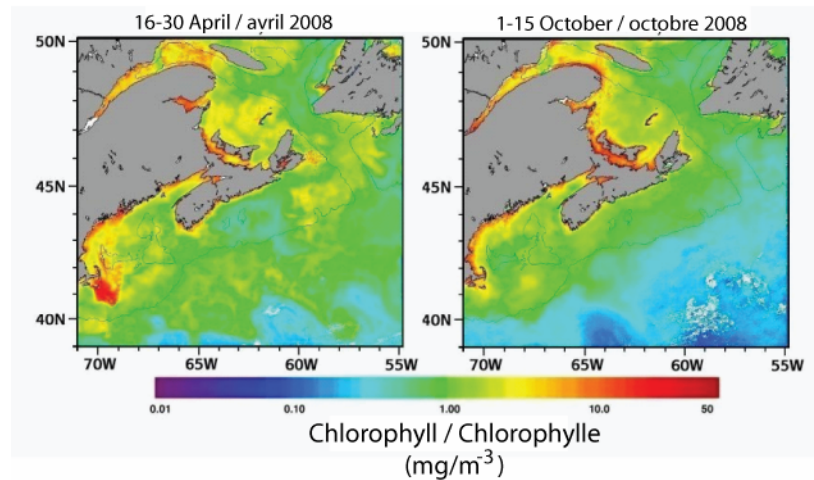 16-30 April / avril 2008
1-15 October / octobre 2008
50N
50N
45N
45N
40N
40N
70W 65W 60W 55W
70W 65W 60W 55W
0.01 0.10 1.00 10.0 50
Chlorophyll / Chlorophylle
(mg/m⁻³)